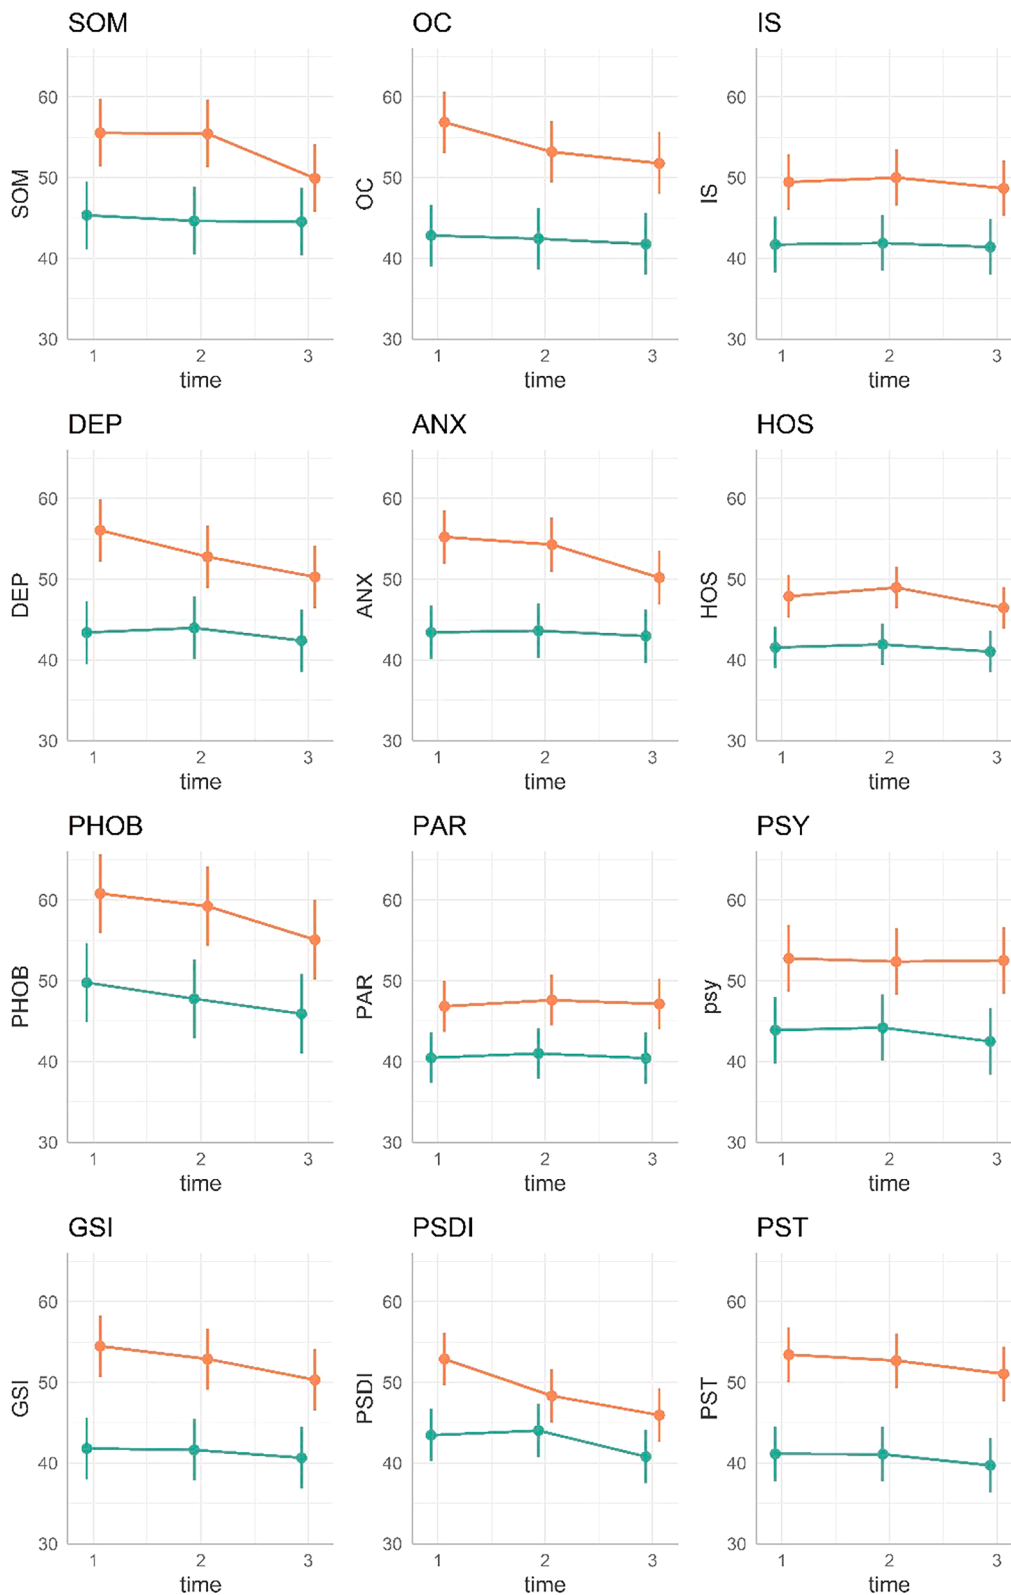 SOM OC IS
60 60 60
50 50 50
SOM OC IS
40 40 40
30 30 30
1 2 3 1 2 3 1 2 3
time time time
DEP ANX HOS
60 60 60
50 50 50
DEP ANX HOS
40 40 40
30 30 30
1 2 3 1 2 3 1 2 3
time time time
PHOB PAR PSY
60 60 60
50 50 50
PHOB PAR psy
40 40 40
30 30 30
1 2 3 1 2 3 1 2 3
time time time
GSI PSDI PST
60 60 60
50 50 50
GSI PSDI PST
40 40 40
30 30 30
1 2 3 1 2 3 1 2 3
time time time